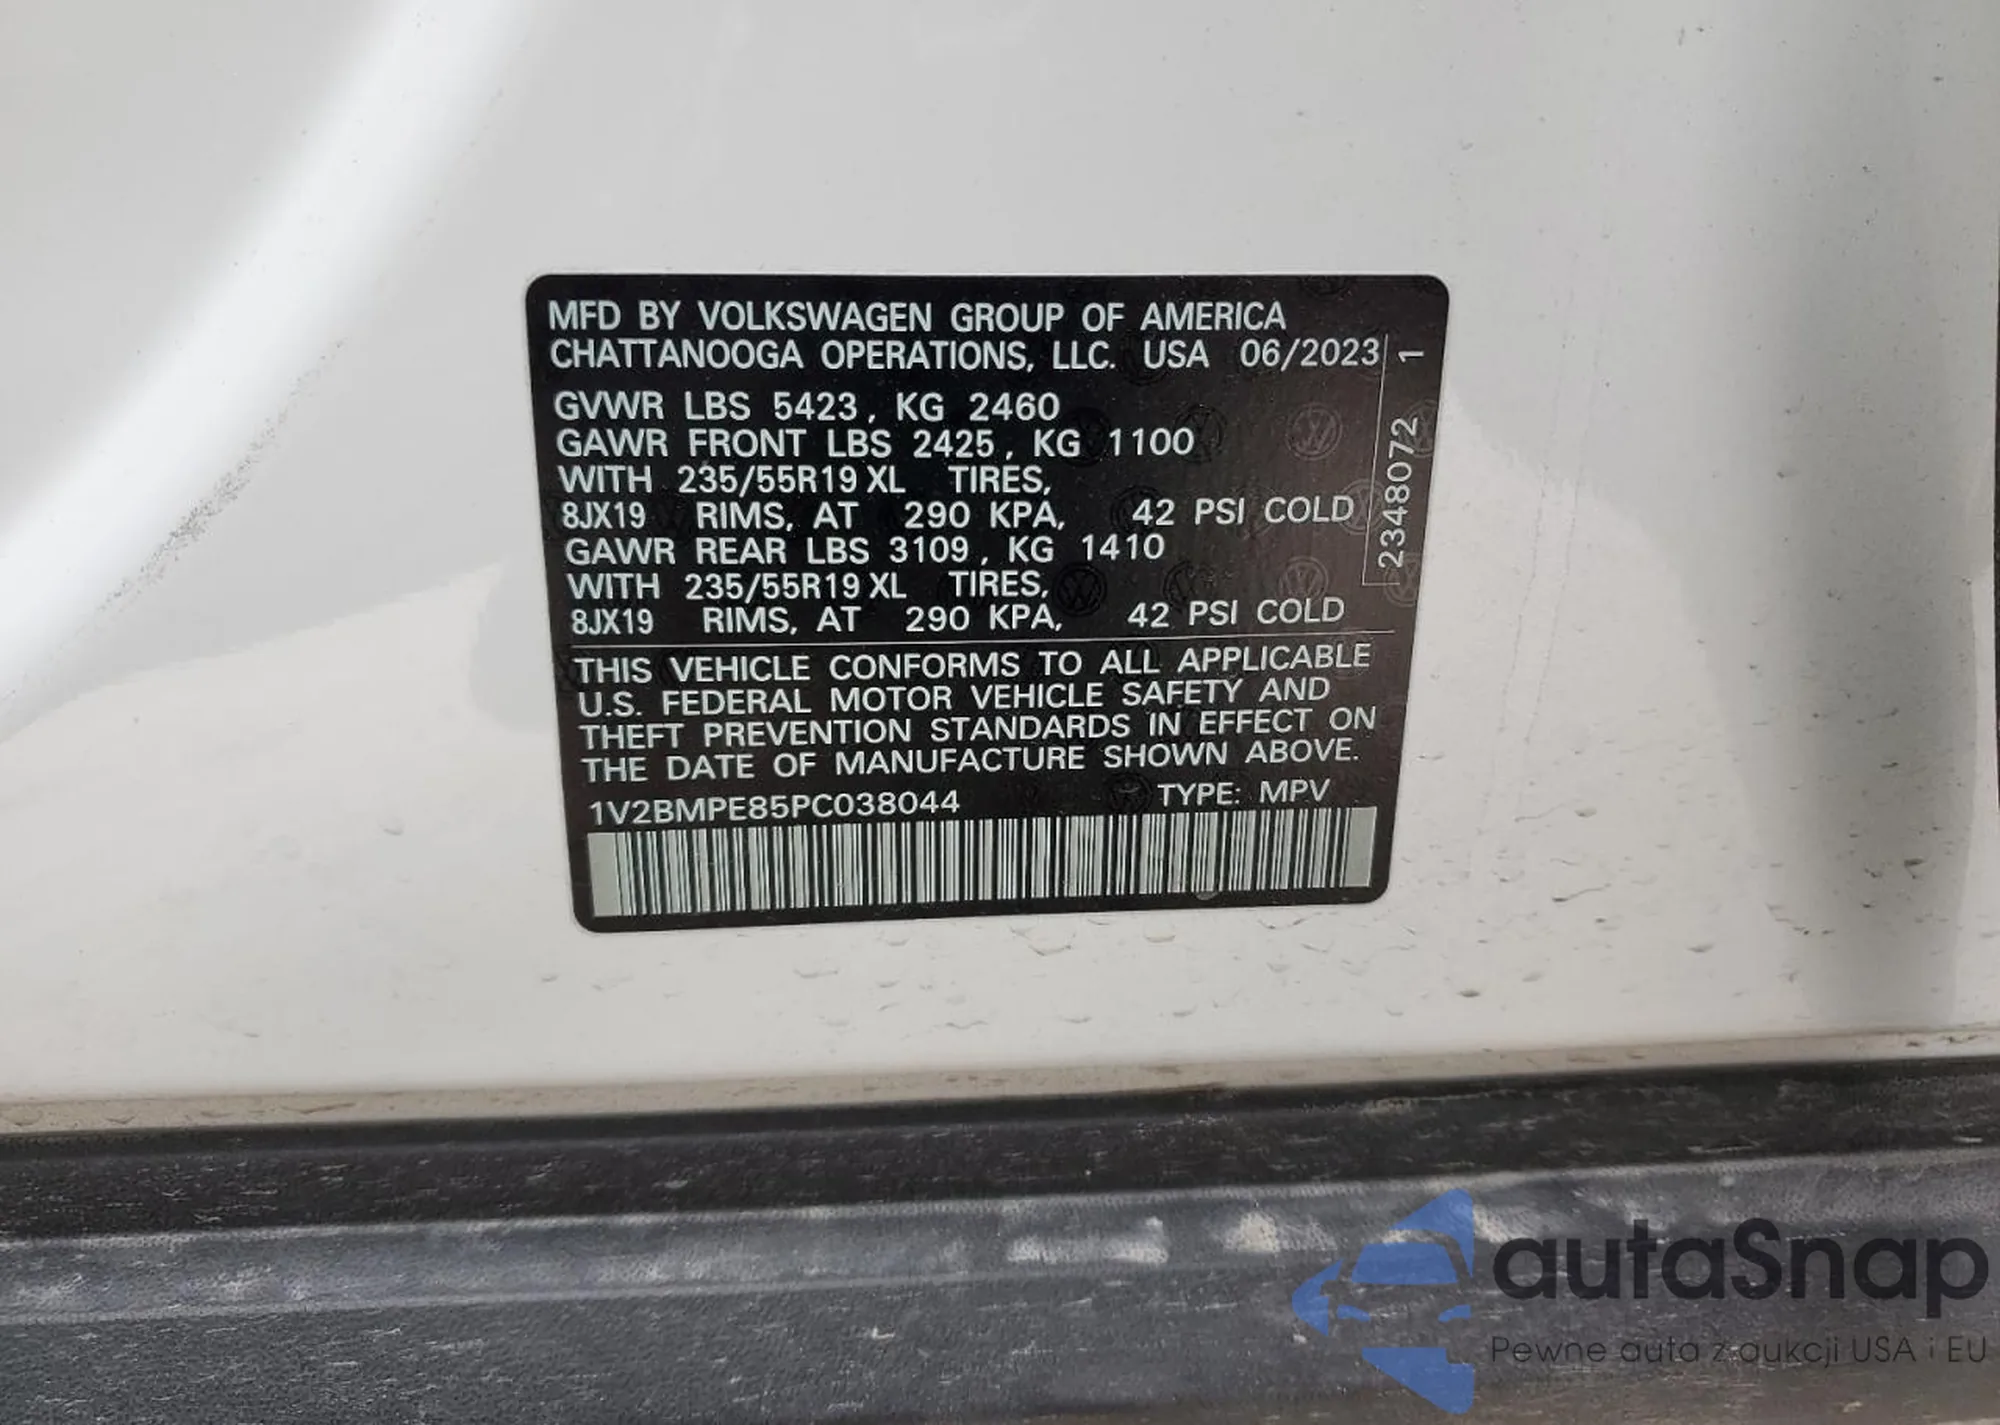 MFD BY VOLKSWAGEN GROUP OF AMERICA
CHATTANOOGA OPERATIONS, LLC. USA 06/2023
GVWR LBS 5423, KG 2460
GAWR FRONT LBS 2425, KG 1100
WITH 235/55R19 XL TIRES,
8JX19 RIMS, AT 290 KPA, 42 PSI COLD
GAWR REAR LBS 3109, KG 1410
WITH 235/55R19 XL TIRES,
8JX19 RIMS, AT 290 KPA, 42 PSI COLD
2348072 1
THIS VEHICLE CONFORMS TO ALL APPLICABLE
U.S. FEDERAL MOTOR VEHICLE SAFETY AND
THEFT PREVENTION STANDARDS IN EFFECT ON
THE DATE OF MANUFACTURE SHOWN ABOVE.
1V2BMPE85PC038044 TYPE: MPV
autaSnap
Pewne auta z aukcji USA i EU